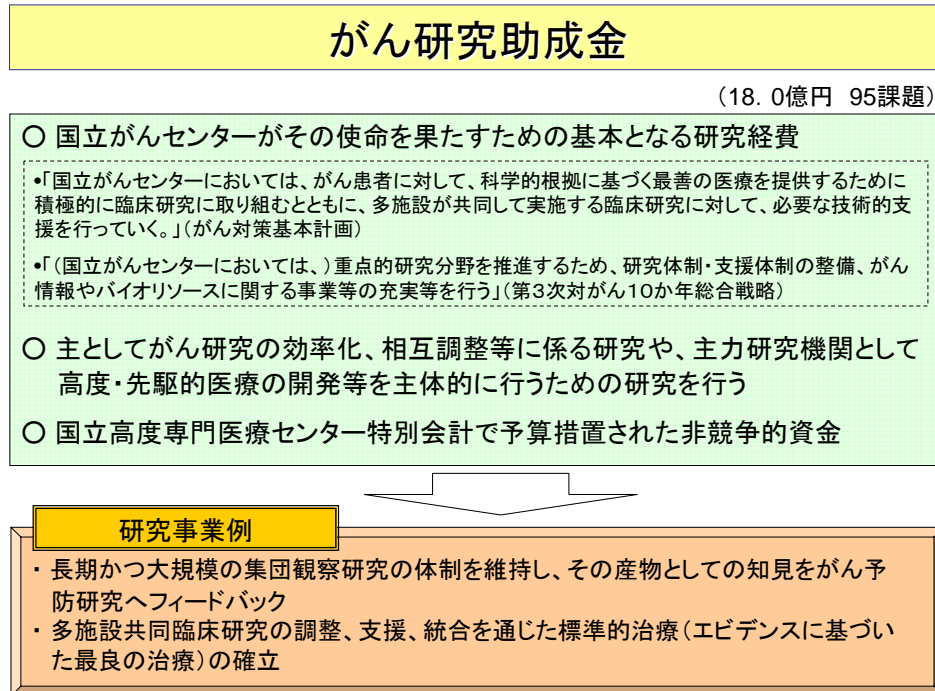 がん研究助成金
(18. 0億円 95課題)
○ 国立がんセンターがその使命を果たすための基本となる研究経費
•「国立がんセンターにおいては、がん患者に対して、科学的根拠に基づく最善の医療を提供するために
積極的に臨床研究に取り組むとともに、多施設が共同して実施する臨床研究に対して、必要な技術的支
援を行っていく。」(がん対策基本計画)
•「(国立がんセンターにおいては、)重点的研究分野を推進するため、研究体制・支援体制の整備、がん
情報やバイオリソースに関する事業等の充実等を行う」(第3次対がん10か年総合戦略)
○ 主としてがん研究の効率化、相互調整等に係る研究や、主力研究機関として
高度・先駆的医療の開発等を主体的に行うための研究を行う
○ 国立高度専門医療センター特別会計で予算措置された非競争的資金
研究事業例
・ 長期かつ大規模の集団観察研究の体制を維持し、その産物としての知見をがん予
防研究へフィードバック
・ 多施設共同臨床研究の調整、支援、統合を通じた標準的治療(エビデンスに基づい
た最良の治療)の確立